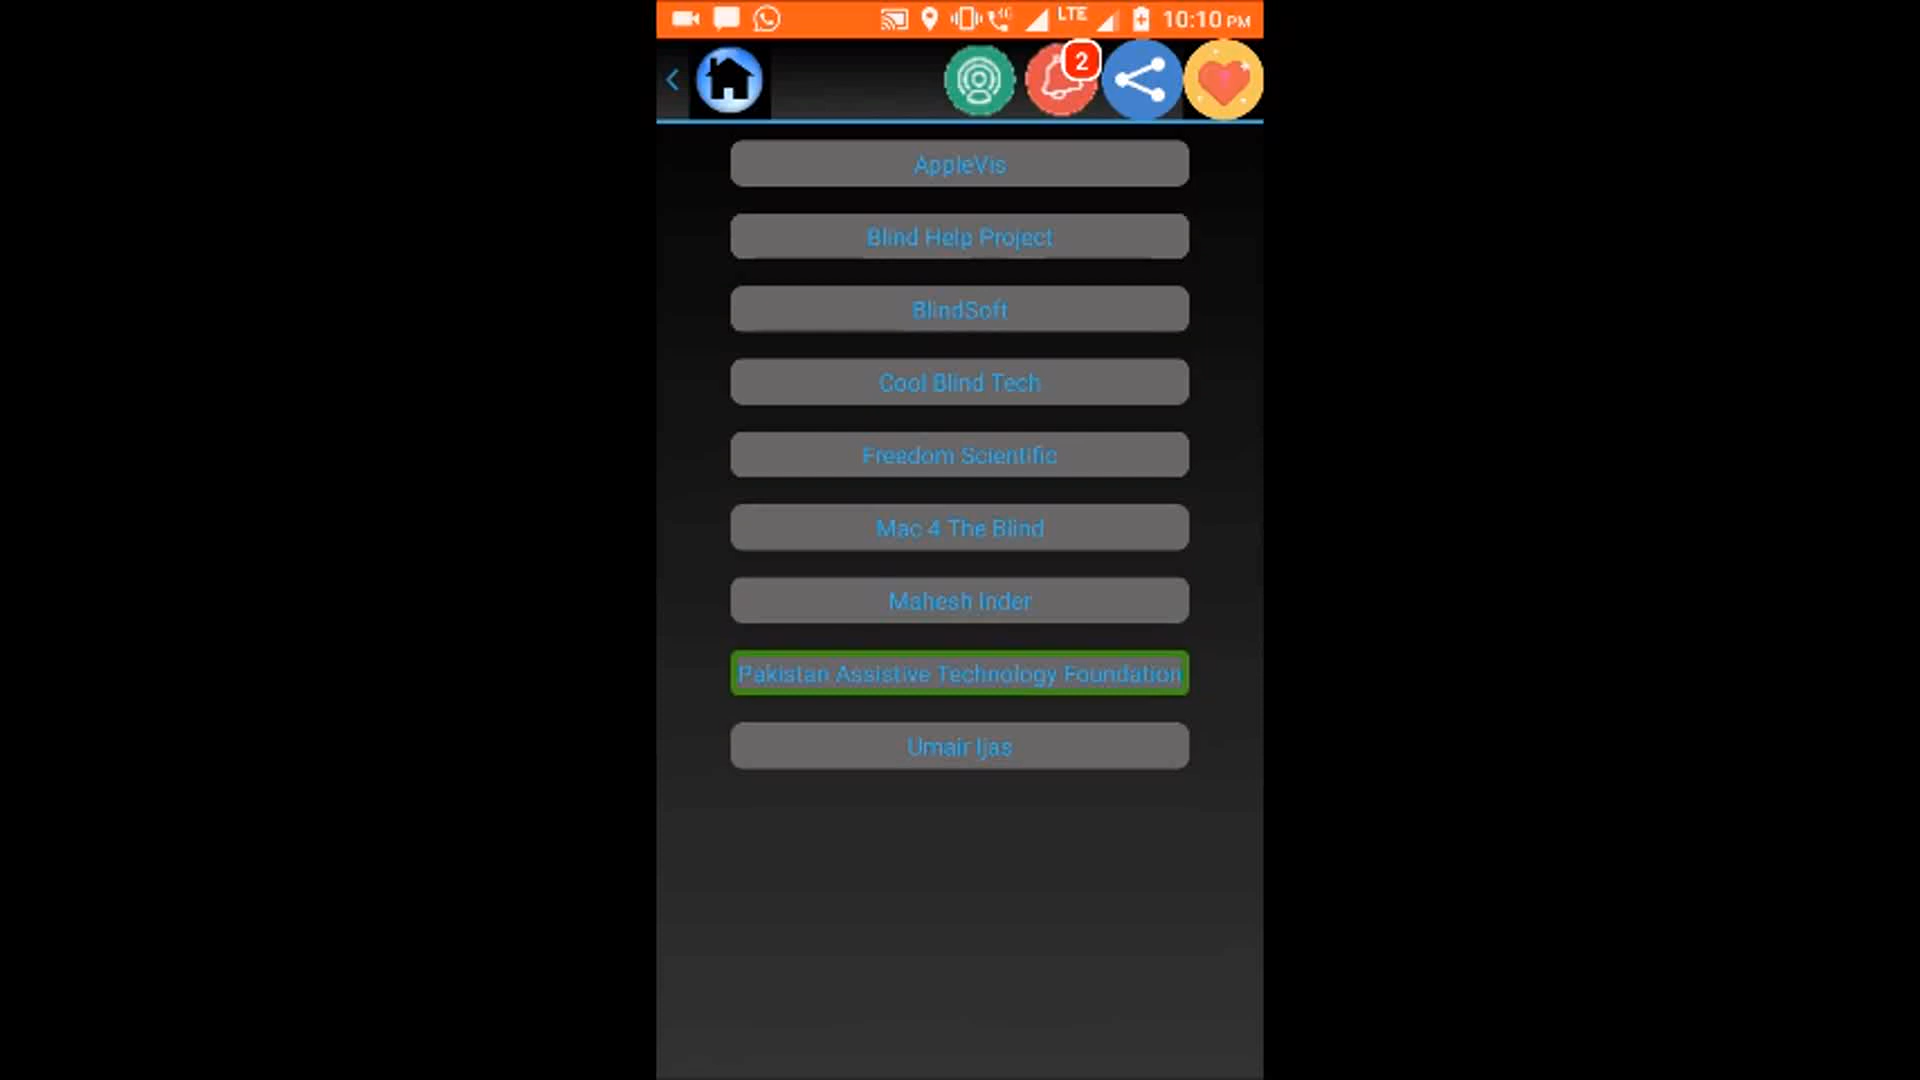 LTE 10:10 PM
2
AppleVis
Blind Help Project
BlindSoft
Cool Blind Tech
Freedom Scientific
Mac 4 The Blind
Mahesh Inder
Pakistan Assistive Technology Foundation
Umair Ijas